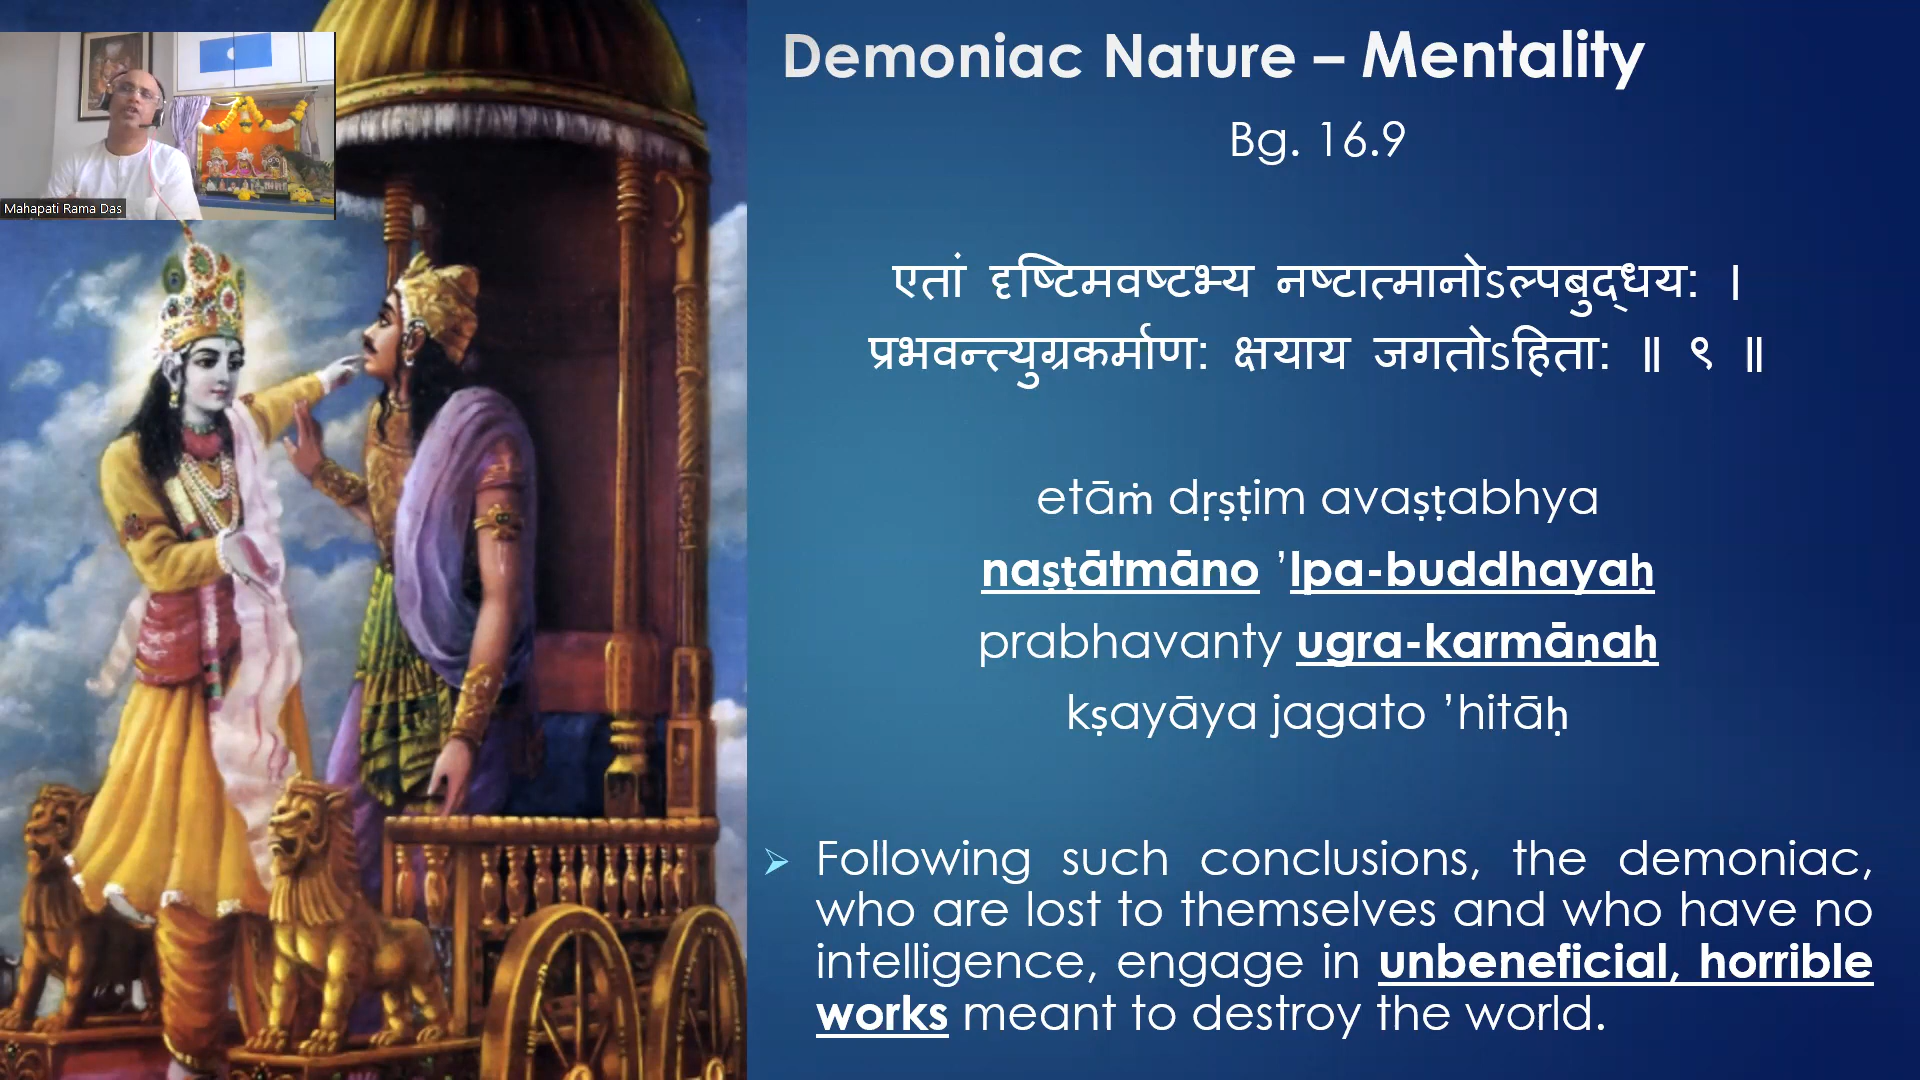 Mahapati Rama Das
Demoniac Nature – Mentality
Bg. 16.9
एतां दृष्टिमवष्टभ्य नष्टात्मानोऽल्पबुद्धयः ।
प्रभवन्त्युग्रकर्माणः क्षयाय जगतोऽहिताः ॥ ९ ॥
etāṁ dṛṣṭim avaṣṭabhya
naṣṭātmāno ’lpa-buddhayaḥ
prabhavanty ugra-karmāṇaḥ
kṣayāya jagato ’hitāḥ
Following such conclusions, the demoniac,
who are lost to themselves and who have no
intelligence, engage in unbeneficial, horrible
works meant to destroy the world.